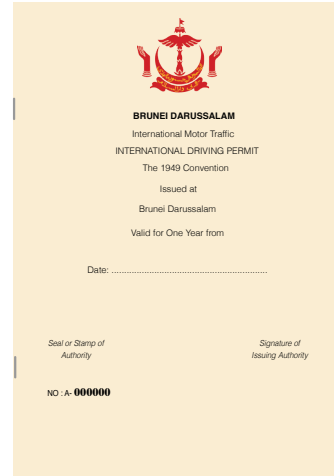 BRUNEI DARUSSALAM
International Motor Traffic
INTERNATIONAL DRIVING PERMIT
The 1949 Convention
Issued at
Brunei Darussalam
Valid for One Year from
Date: ............................................................
Seal or Stamp of
Authority
Signature of
Issuing Authority
NO : A- 000000